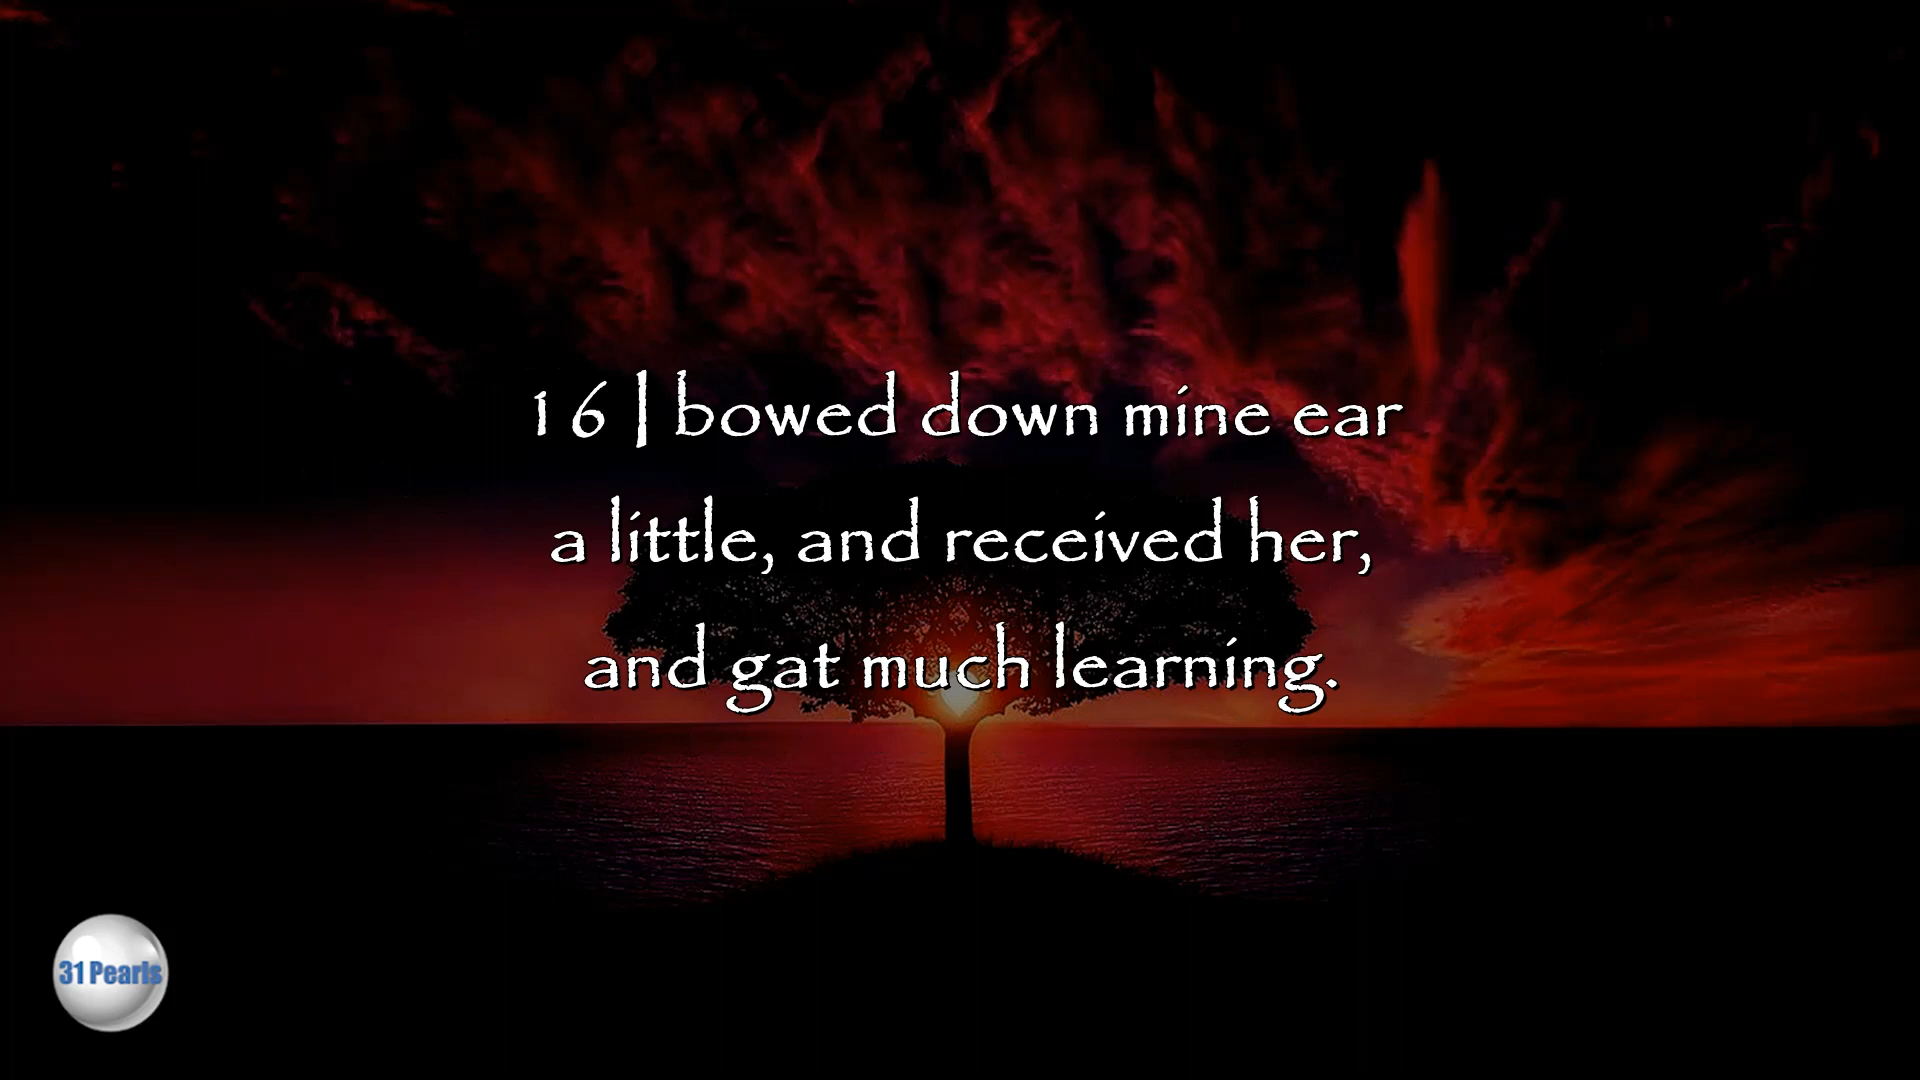 16 I bowed down mine ear
a little, and received her,
and gat much learning.
31 Pearls